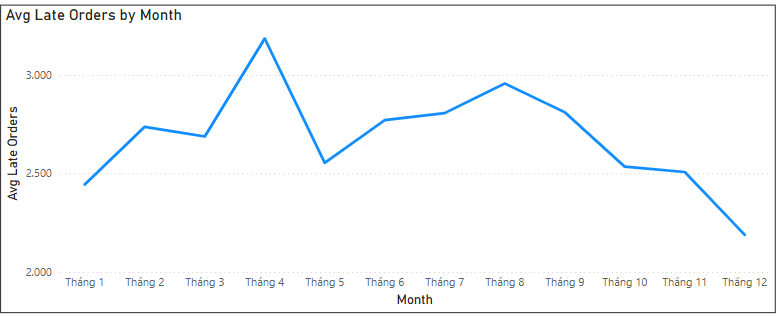 Avg Late Orders by Month
Avg Late Orders
3.000
2.500
2.000
Tháng 1 Tháng 2 Tháng 3 Tháng 4 Tháng 5 Tháng 6 Tháng 7 Tháng 8 Tháng 9 Tháng 10 Tháng 11 Tháng 12
Month